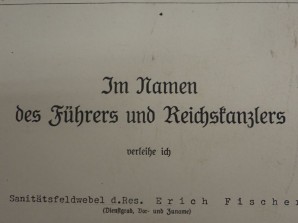 Im Namen
des Führers und Reichskanzlers
verleihe ich
Sanitätsfeldwebel d.Res. Erich Fischer
(Dienstgrad, Vor- und Zuname)